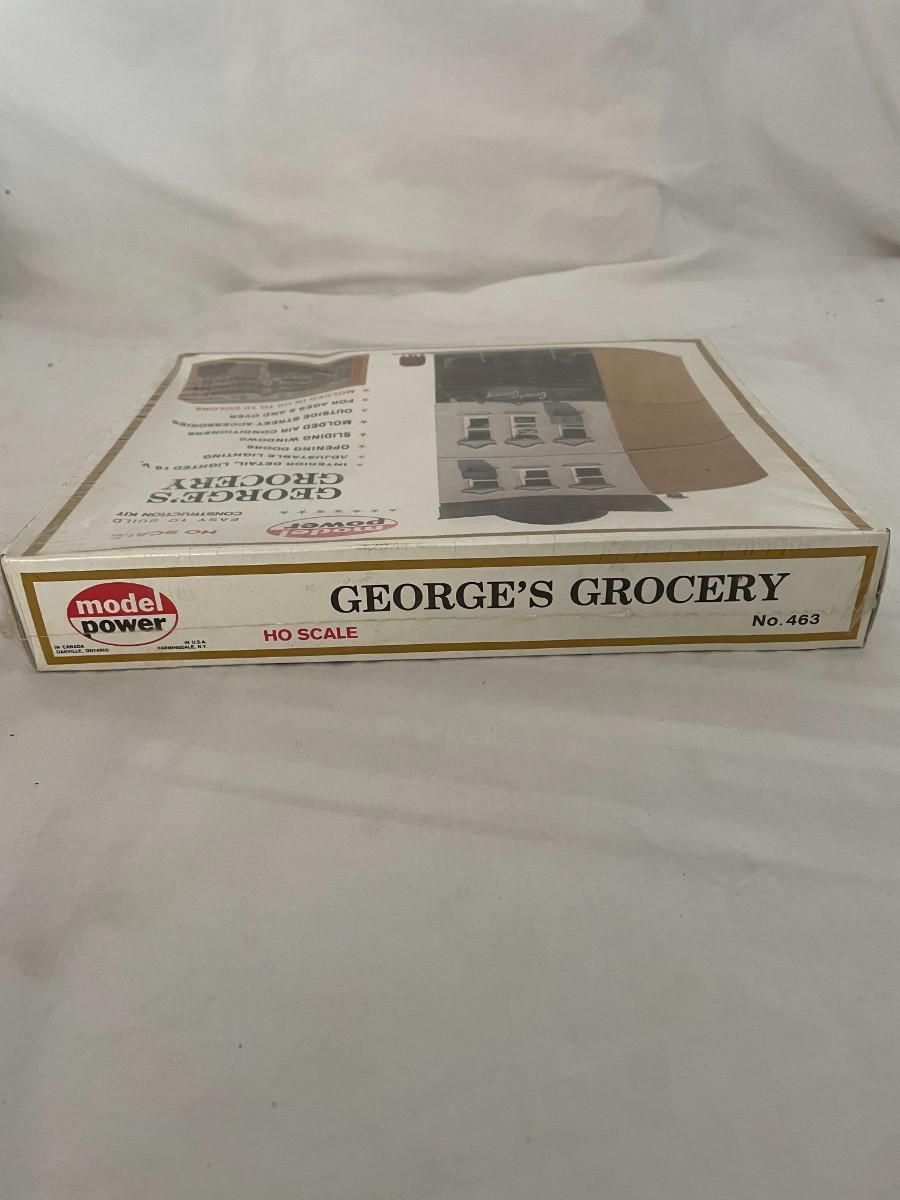 model
power
IN CANADA
OAKVILLE, ONTARIO
IN U.S.A.
FARMINGDALE, N.Y.
HO SCALE
GEORGE'S GROCERY
No. 463
model
power
HO SCALE
EASY TO BUILD
CONSTRUCTION KIT
GEORGE'S
GROCERY
INTERIOR DETAIL, LIGHTED 16 V.
ADJUSTABLE LIGHTING
OPENING DOORS
SLIDING WINDOWS
MOLDED AIR CONDITIONERS
OUTSIDE STREET ACCESSORIES
FOR AGES 8 AND OVER
MOLDED IN UP TO 10 COLORS
George's Grocery